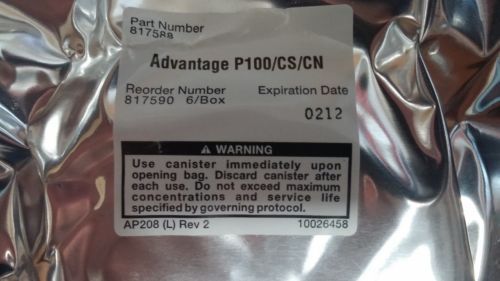 Part Number
817588
Advantage P100/CS/CN
Reorder Number Expiration Date
817590 6/Box
0212
WARNING
Use canister immediately upon
opening bag. Discard canister after
each use. Do not exceed maximum
concentrations and service life
specified by governing protocol.
AP208 (L) Rev 2 10026458